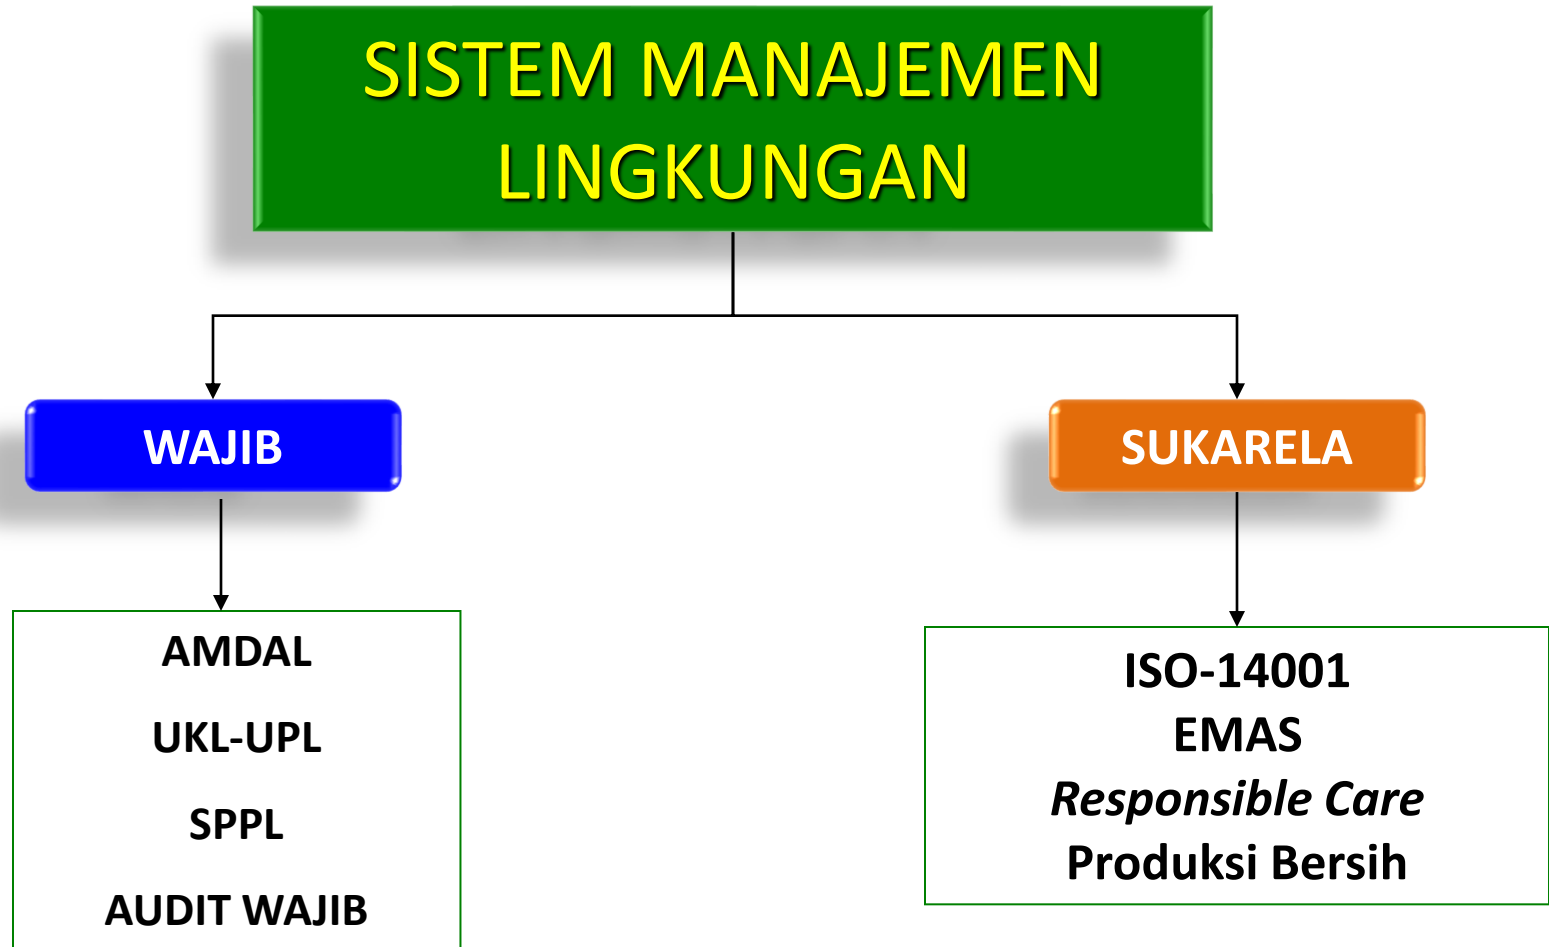 SISTEM MANAJEMEN
LINGKUNGAN
WAJIB
SUKARELA
AMDAL
UKL-UPL
SPPL
AUDIT WAJIB
ISO-14001
EMAS
Responsible Care
Produksi Bersih